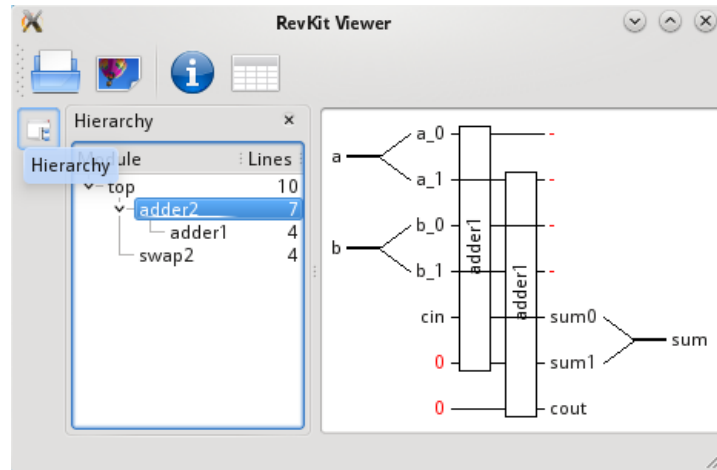 RevKit Viewer
Hierarchy
Hierarchy
Lines
top 10
adder2 7
adder1 4
swap2 4
a
a_0
a_1
b
b_0
b_1
cin
0
0
adder1
adder1
-
-
-
-
sum0
sum1
sum
cout